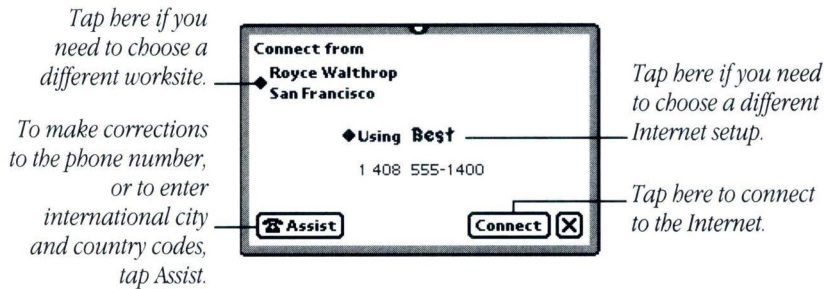 Tap here if you
need to choose a
different worksite.
To make corrections
to the phone number,
or to enter
international city
and country codes,
tap Assist.
Connect from
Royce Walthrop
San Francisco
Using Best
1 408 555-1400
Assist
Connect
Tap here if you need
to choose a different
Internet setup.
Tap here to connect
to the Internet.